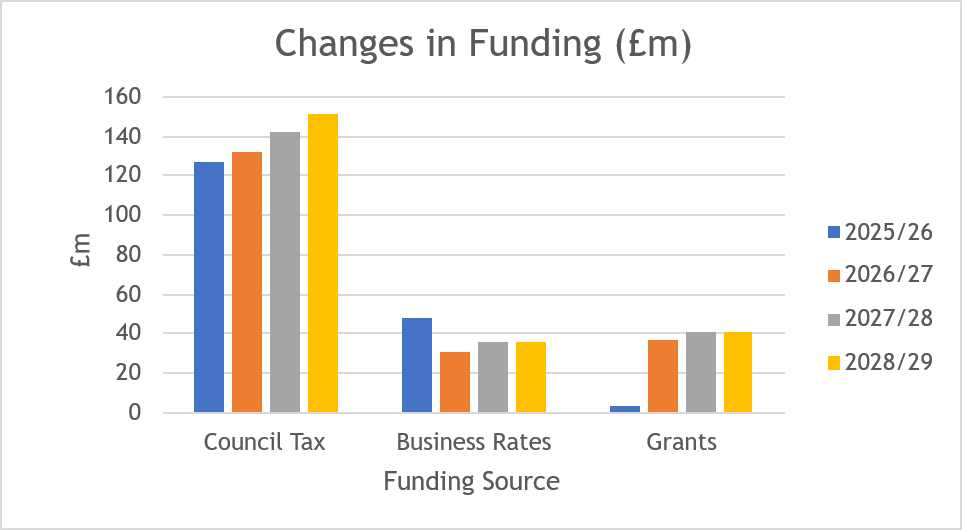 Changes in Funding (£m)
160
140
120
100
80
60
40
20
0
£m
Council Tax
Business Rates
Grants
Funding Source
2025/26
2026/27
2027/28
2028/29